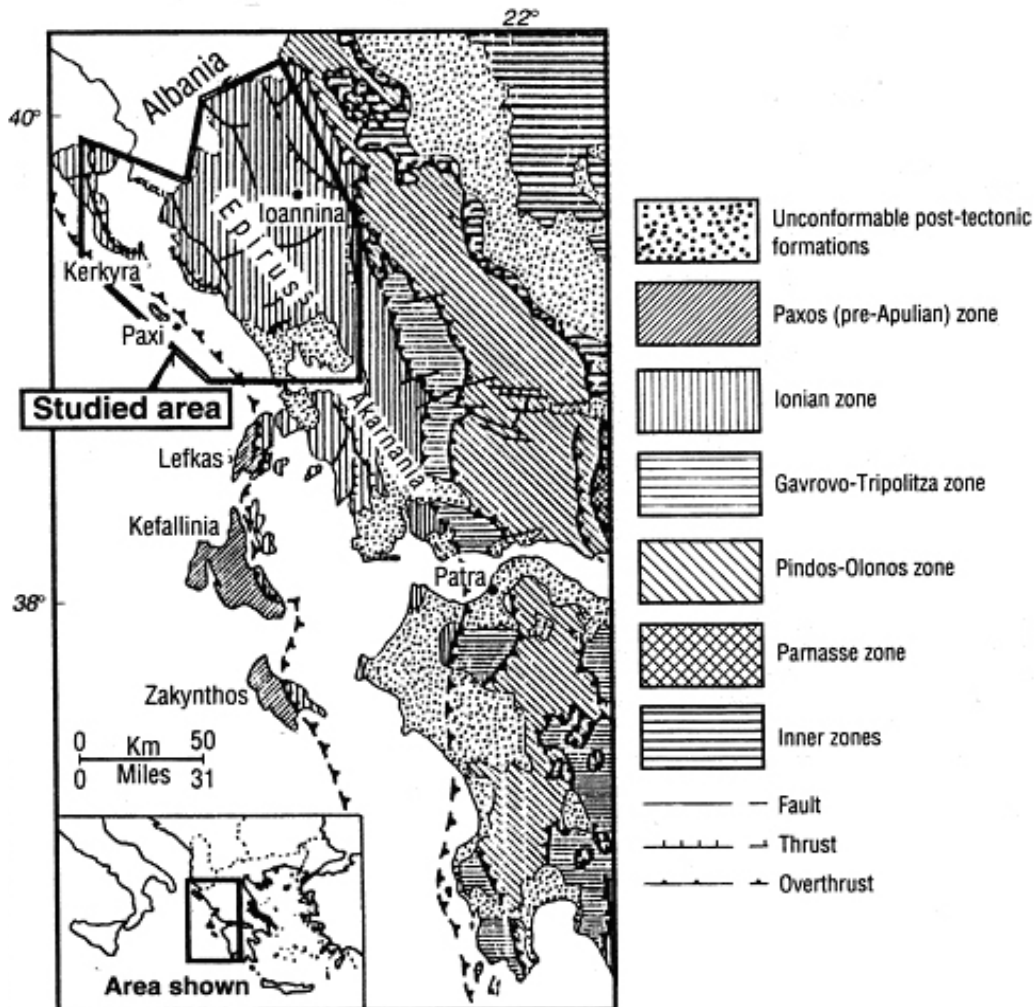 22°
40°
Albania
Ioannina
Epiruss
Kerkyra
Paxi
Studied area
Akarnania
Lefkas
Kefallinia
Patra
38°
Zakynthos
0 Km 50
0 Miles 31
Area shown
Unconformable post-tectonic
formations
Paxos (pre-Apulian) zone
Ionian zone
Gavrovo-Tripolitza zone
Pindos-Olonos zone
Parnasse zone
Inner zones
Fault
Thrust
Overthrust